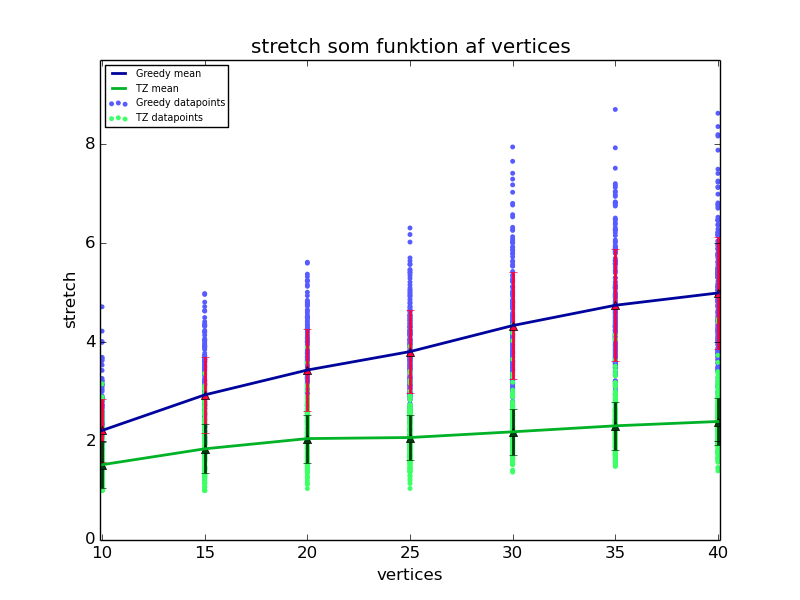 stretch som funktion af vertices
Greedy mean
TZ mean
Greedy datapoints
TZ datapoints
8
6
4
2
0
stretch
10 15 20 25 30 35 40
vertices